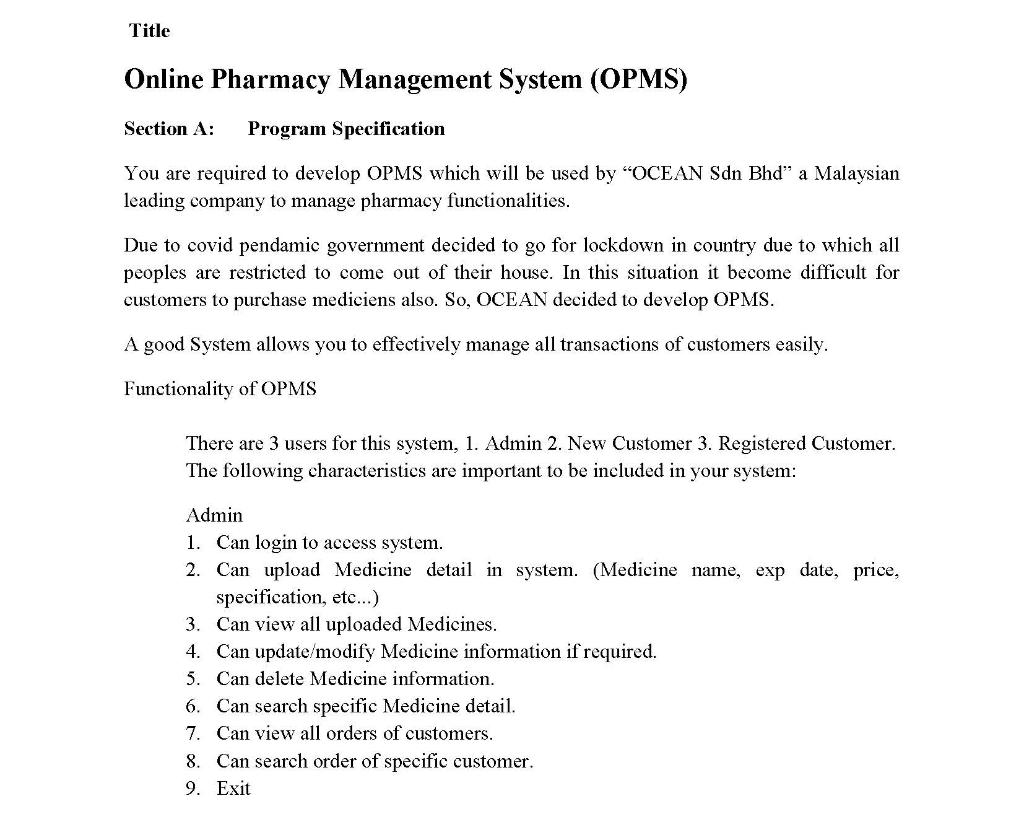 Title
Online Pharmacy Management System (OPMS)
Section A: Program Specification
You are required to develop OPMS which will be used by “OCEAN Sdn Bhd” a Malaysian
leading company to manage pharmacy functionalities.
Due to covid pendamic government decided to go for lockdown in country due to which all
peoples are restricted to come out of their house. In this situation it become difficult for
customers to purchase mediciens also. So, OCEAN decided to develop OPMS.
A good System allows you to effectively manage all transactions of customers easily.
Functionality of OPMS
There are 3 users for this system, 1. Admin 2. New Customer 3. Registered Customer.
The following characteristics are important to be included in your system:
Admin
1. Can login to access system.
2. Can upload Medicine detail in system. (Medicine name, exp date, price,
specification, etc...)
3. Can view all uploaded Medicines.
4. Can update/modify Medicine information if required.
5. Can delete Medicine information.
6. Can search specific Medicine detail.
7. Can view all orders of customers.
8. Can search order of specific customer.
9. Exit